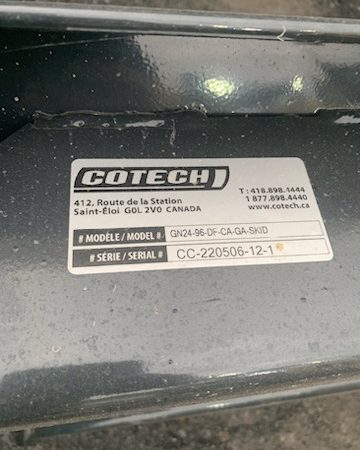 COTECH
412, Route de la Station
Saint-Éloi G0L 2V0 CANADA
T : 418.898.1444
1 877.898.4440
www.cotech.ca
# MODÈLE / MODEL # GN24-96-DF-CA-GA-SKID
# SÉRIE / SERIAL # CC-220506-12-1